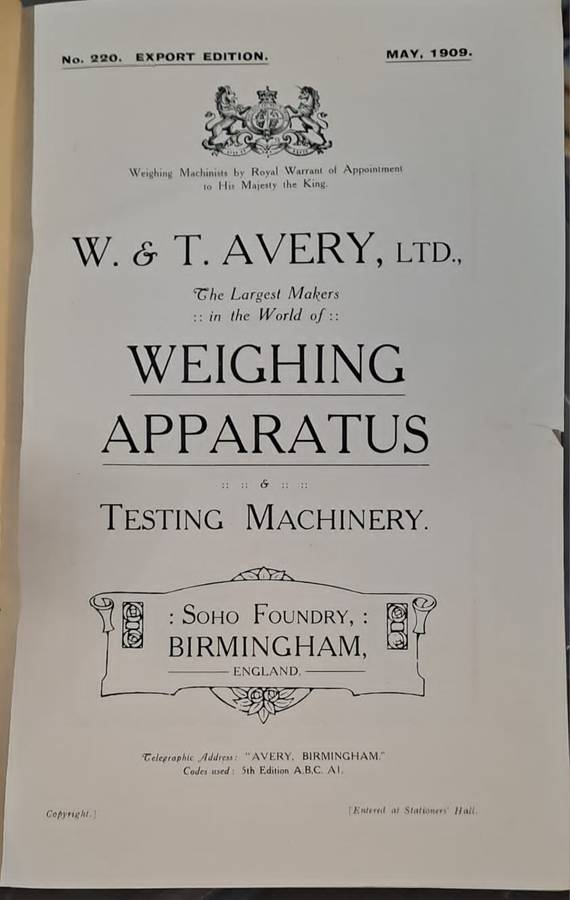 No. 220. EXPORT EDITION. MAY, 1909.
Weighing Machinists by Royal Warrant of Appointment
to His Majesty the King.
W. & T. AVERY, LTD.,
The Largest Makers
:: in the World of ::
WEIGHING
APPARATUS
:: :: & :: ::
TESTING MACHINERY.
: SOHO FOUNDRY, :
BIRMINGHAM,
ENGLAND.
Telegraphic Address: "AVERY, BIRMINGHAM."
Codes used: 5th Edition A.B.C. A1.
Copyright.] [Entered at Stationers' Hall.